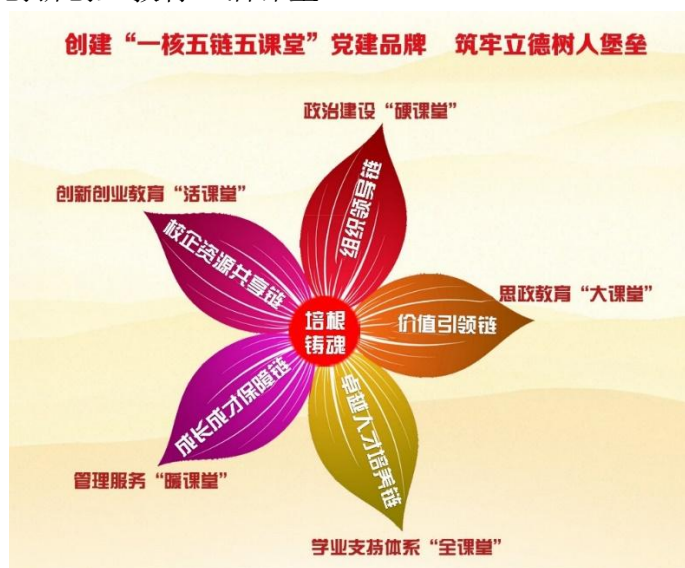 创建“一核五链五课堂”党建品牌 筑牢立德树人堡垒
政治建设“硬课堂”
组织领导链
创新创业教育“活课堂”
校企资源共享链
思政教育“大课堂”
价值引领链
培根
铸魂
成长成才保障链
卓越人才培养链
管理服务“暖课堂”
学业支持体系“全课堂”